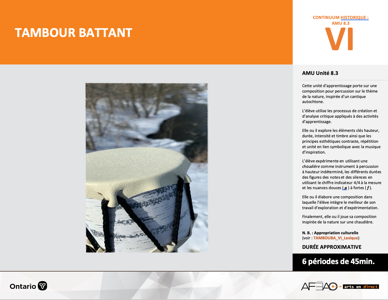 TAMBOUR BATTANT
CONTINUUM HISTORIQUE :
AMU 8.3
VI
AMU Unité 8.3
Cette unité d'apprentissage porte sur une
composition pour percussion sur le thème
de la nature, inspirée d'un cantique
autochtone.
L'élève utilise les processus de création et
d'analyse critique appliqués à des activités
d'apprentissage.
Elle ou il explore les éléments clés hauteur,
durée, intensité et timbre ainsi que les
principes esthétiques contraste, répétition
et unité en lien symbolique avec la musique
d'inspiration.
L'élève expérimente en utilisant une
chaudière comme instrument à percussion
à hauteur indéterminé, les différentes durées
des figures des notes et des silences en
utilisant le chiffre indicateur 4/4 à la mesure
et les nuances douces (p) à fortes (f).
Elle ou il élabore une composition dans
laquelle l'élève intègre le meilleur de son
travail d'exploration et d'expérimentation.
Finalement, elle ou il joue sa composition
inspirée de la nature sur une chaudière.
N. B. : Appropriation culturelle
(voir : TAMBOURA_VI_Lexique)
DURÉE APPROXIMATIVE
6 périodes de 45min.
Ontario
AFÉAO
arts en direct